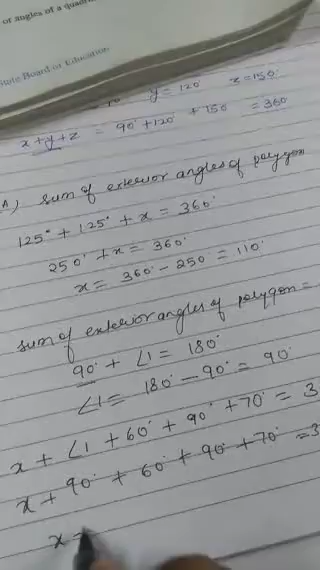 or angles of a quadri
State Board of Education
y = 120° z = 150°
x + y + z = 90° + 120° + 150 = 360
A) sum of exterior angles of polygon
125° + 125° + x = 360°
250° + x = 360°
x = 360° - 250° = 110°
sum of exterior angles of polygon =
90° + ∠1 = 180°
∠1 = 180° - 90° = 90°
x + ∠1 + 60° + 90° + 70° = 3
x + 90° + 60° + 90° + 70° = 3
x =